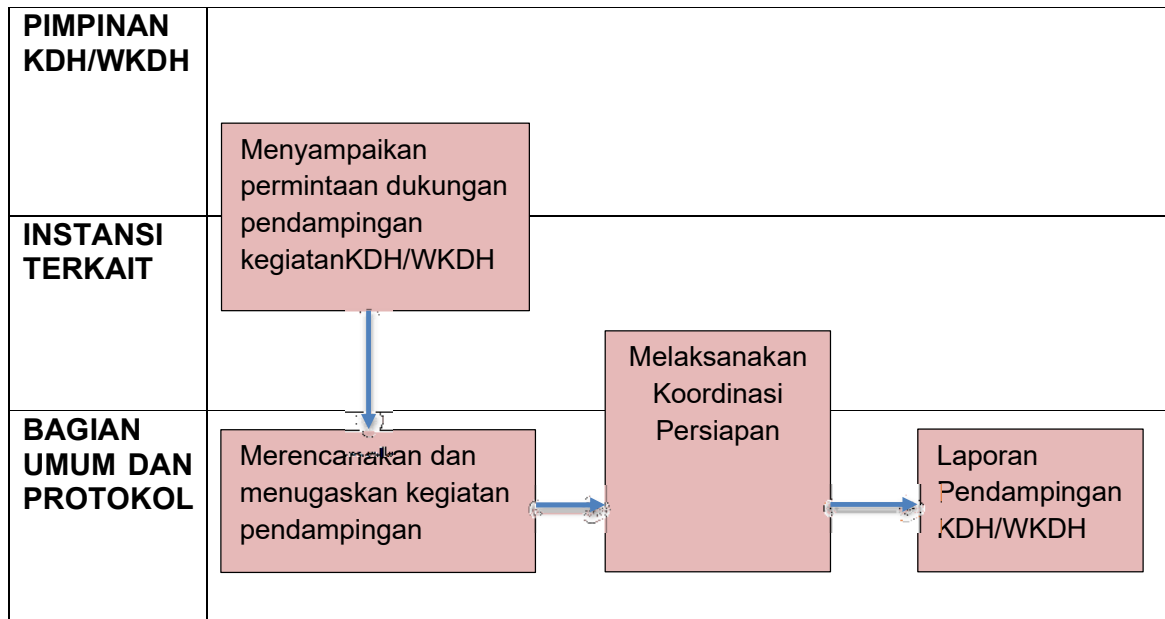 PIMPINAN
KDH/WKDH
Menyampaikan
permintaan dukungan
pendampingan
kegiatanKDH/WKDH
INSTANSI
TERKAIT
Melaksanakan
Koordinasi
Persiapan
BAGIAN
UMUM DAN
PROTOKOL
Merencanakan dan
menugaskan kegiatan
pendampingan
Laporan
Pendampingan
KDH/WKDH